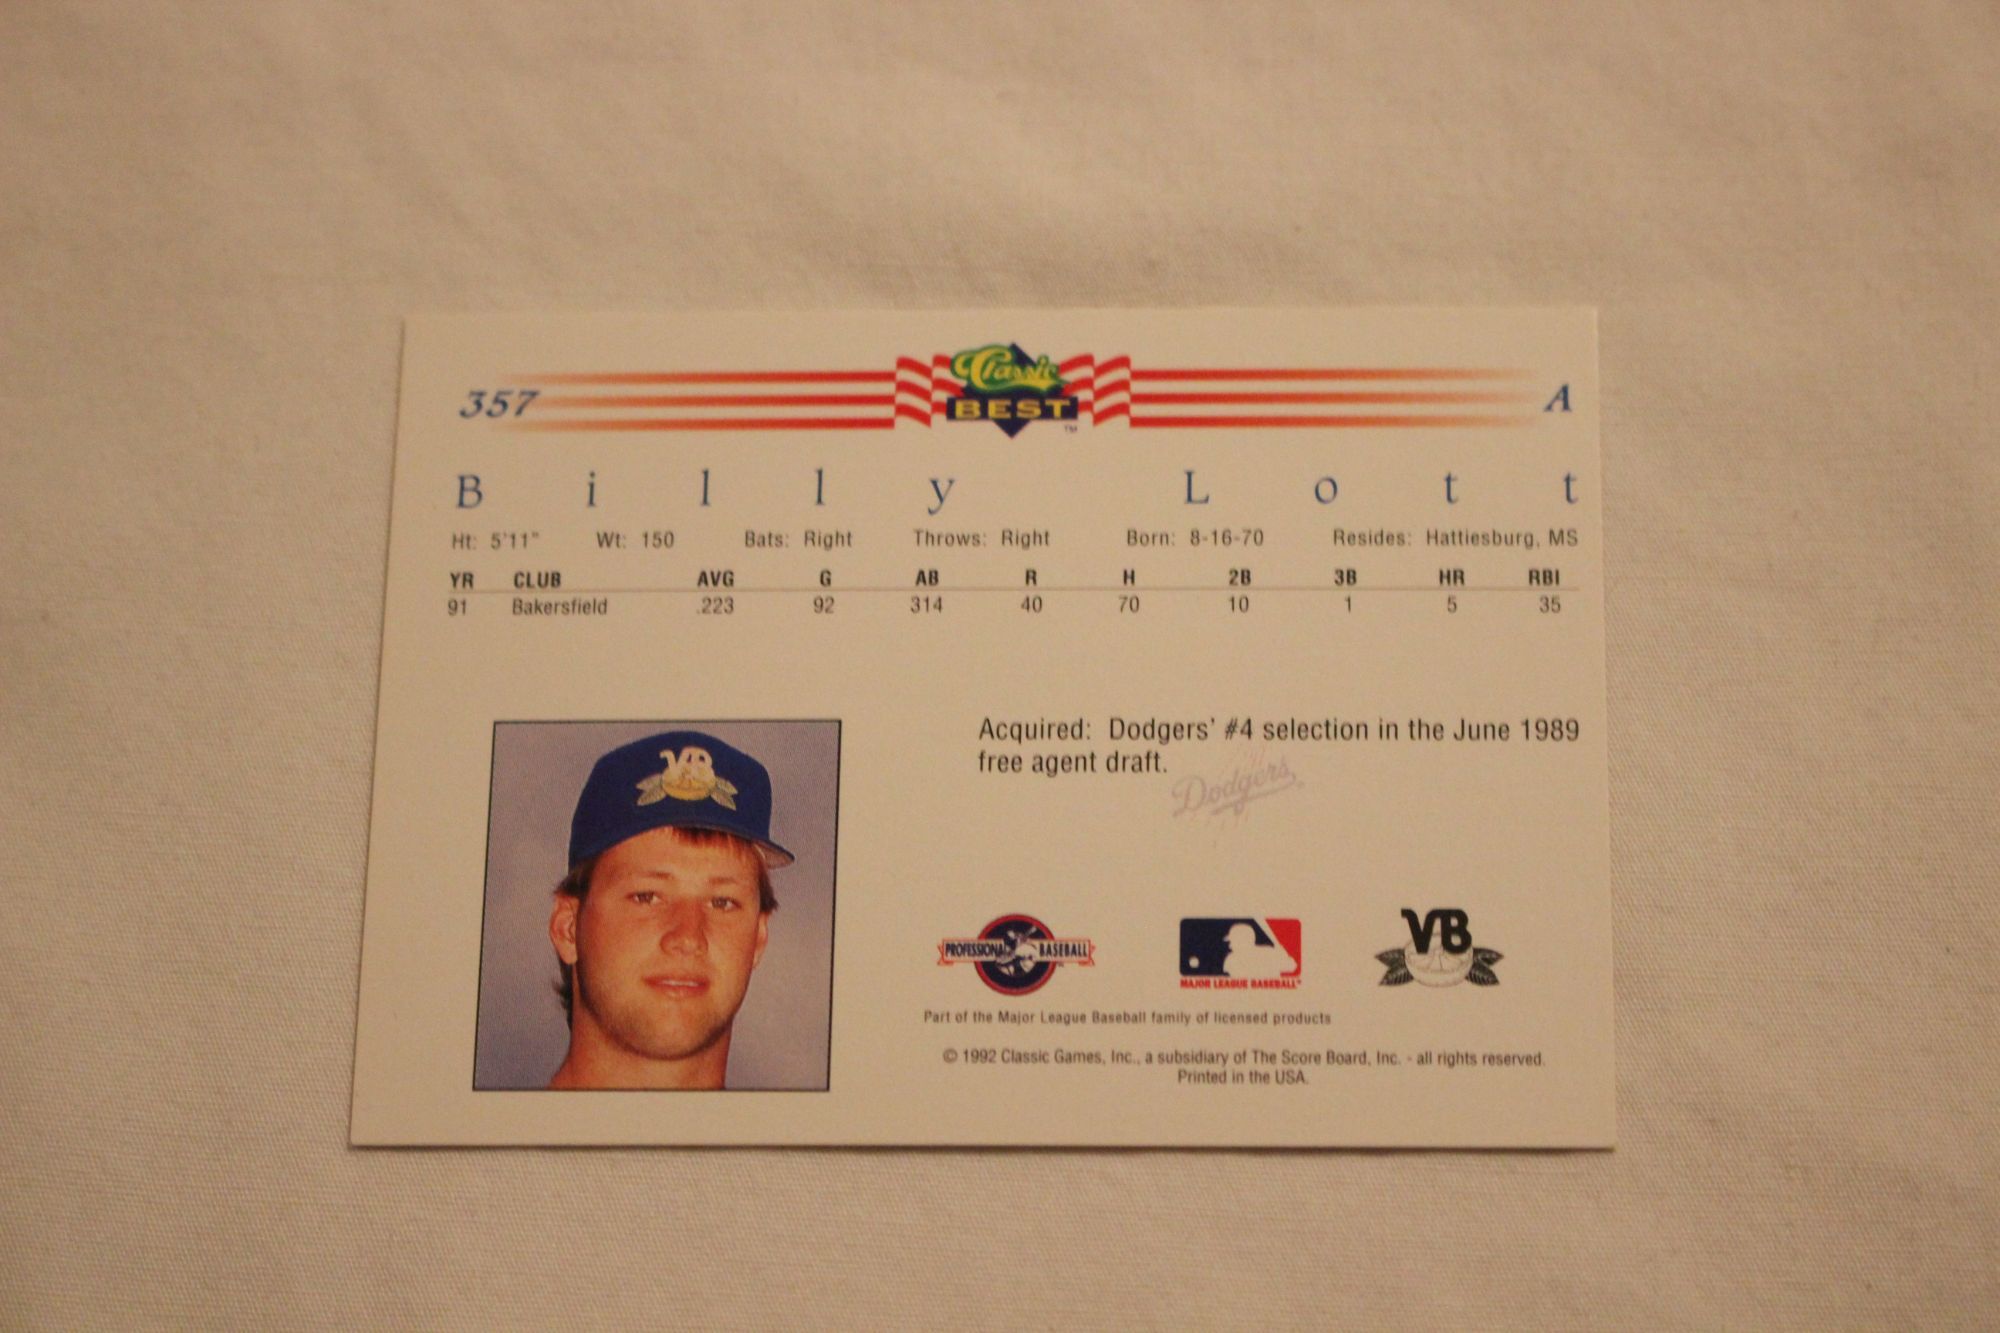 357
Classic
BEST
TM
A
Billy Lott
Ht: 5'11" Wt: 150 Bats: Right Throws: Right Born: 8-16-70 Resides: Hattiesburg, MS
YR CLUB AVG G AB R H 2B 3B HR RBI
91 Bakersfield .223 92 314 40 70 10 1 5 35
VB
Acquired: Dodgers' #4 selection in the June 1989
free agent draft.
Dodgers
PROFESSIONAL BASEBALL
MAJOR LEAGUE BASEBALL
VB
Part of the Major League Baseball family of licensed products
© 1992 Classic Games, Inc., a subsidiary of The Score Board, Inc. - all rights reserved.
Printed in the USA.